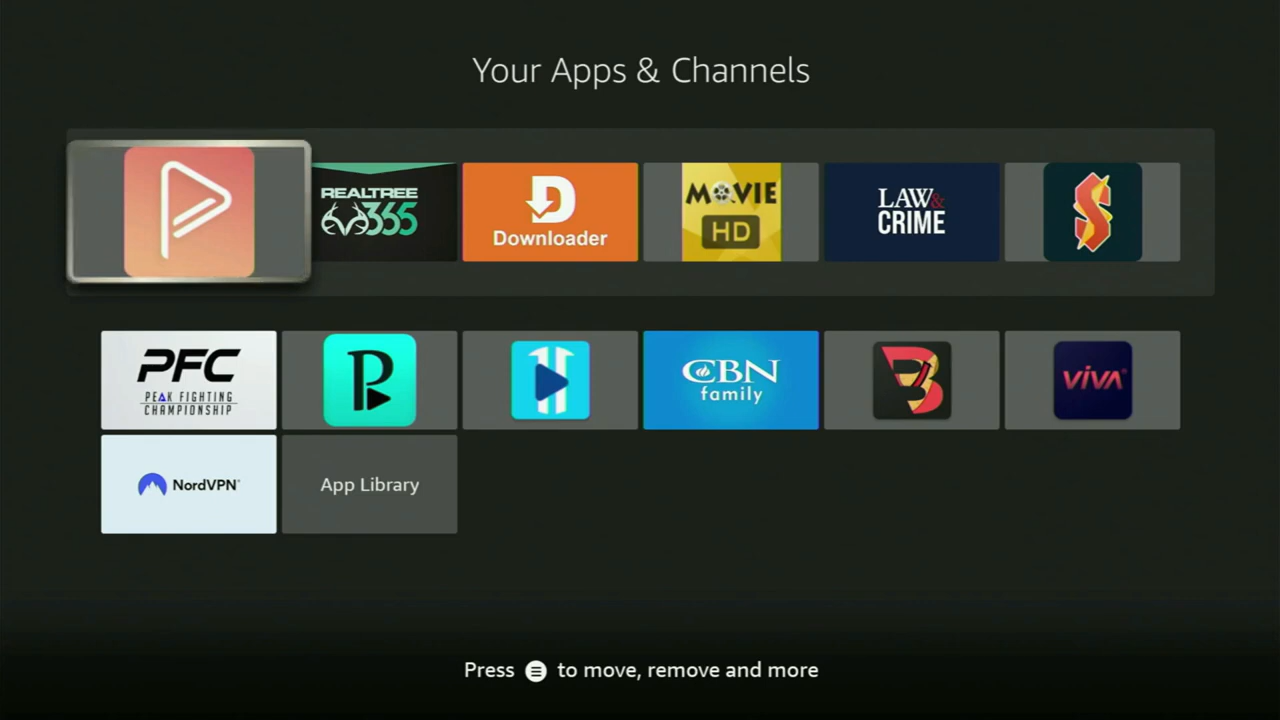 Your Apps & Channels
REALTREE
365
D
Downloader
MOVIE
HD
LAW&
CRIME
S
PFC
PEAK FIGHTING
CHAMPIONSHIP
P
CBN
family
B
VIVA®
NordVPN®
App Library
Press to move, remove and more